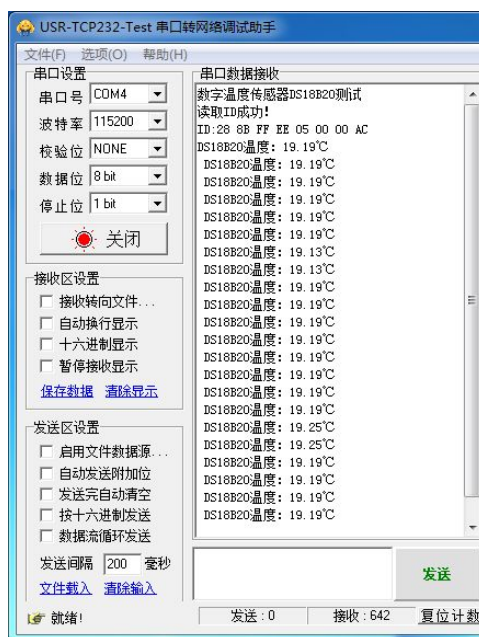 USR-TCP232-Test 串口转网络调试助手
文件(F) 选项(O) 帮助(H)
串口设置
串口号 COM4
波特率 115200
校验位 NONE
数据位 8 bit
停止位 1 bit
关闭
接收区设置
接收转向文件...
自动换行显示
十六进制显示
暂停接收显示
保存数据 清除显示
发送区设置
启用文件数据源...
自动发送附加位
发送完自动清空
按十六进制发送
数据流循环发送
发送间隔 200 毫秒
文件载入 清除输入
串口数据接收
数字温度传感器DS18B20测试
读取ID成功!
ID:28 8B FF EE 05 00 00 AC
DS18B20温度: 19.19℃
DS18B20温度: 19.19℃
DS18B20温度: 19.19℃
DS18B20温度: 19.19℃
DS18B20温度: 19.19℃
DS18B20温度: 19.19℃
DS18B20温度: 19.13℃
DS18B20温度: 19.13℃
DS18B20温度: 19.19℃
DS18B20温度: 19.19℃
DS18B20温度: 19.19℃
DS18B20温度: 19.19℃
DS18B20温度: 19.19℃
DS18B20温度: 19.19℃
DS18B20温度: 19.19℃
DS18B20温度: 19.25℃
DS18B20温度: 19.25℃
DS18B20温度: 19.19℃
DS18B20温度: 19.19℃
DS18B20温度: 19.19℃
DS18B20温度: 19.19℃
发送
就绪! 发送:0 接收:642 复位计数